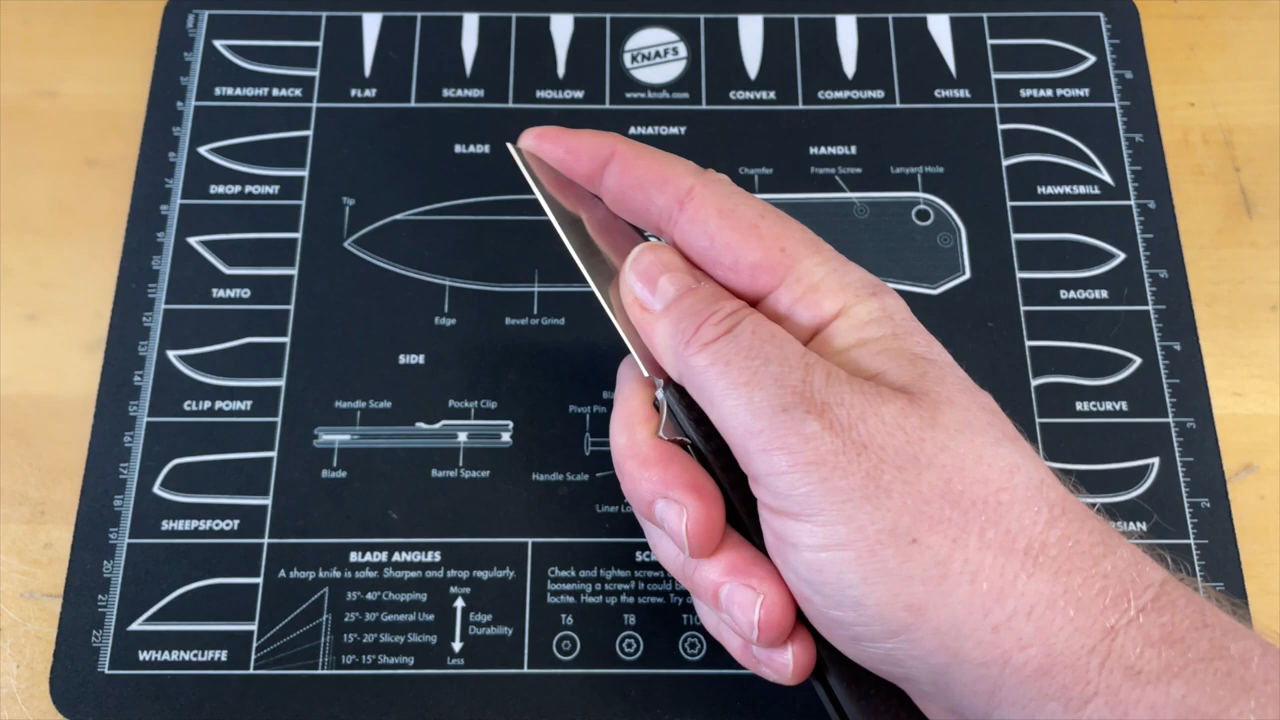 STRAIGHT BACK
FLAT
SCANDI
HOLLOW
KNAFS
www.knafs.com
CONVEX
COMPOUND
CHISEL
SPEAR POINT
ANATOMY
BLADE
HANDLE
Chamfer
Frame Screw
Lanyard Hole
DROP POINT
HAWKSBILL
Tip
TANTO
DAGGER
Edge
Bevel or Grind
SIDE
CLIP POINT
RECURVE
Handle Scale
Pocket Clip
Pivot Pin
Blade
Barrel Spacer
Handle Scale
Liner
SHEEPSFOOT
BLADE ANGLES
A sharp knife is safer. Sharpen and strop regularly.
35°- 40° Chopping
25°- 30° General Use
15°- 20° Slicey Slicing
10°- 15° Shaving
More
Edge
Durability
Less
Check and tighten screws
loosening a screw? It could be
loctite. Heat up the screw. Try
T6
T8
T10
WHARNCLIFFE